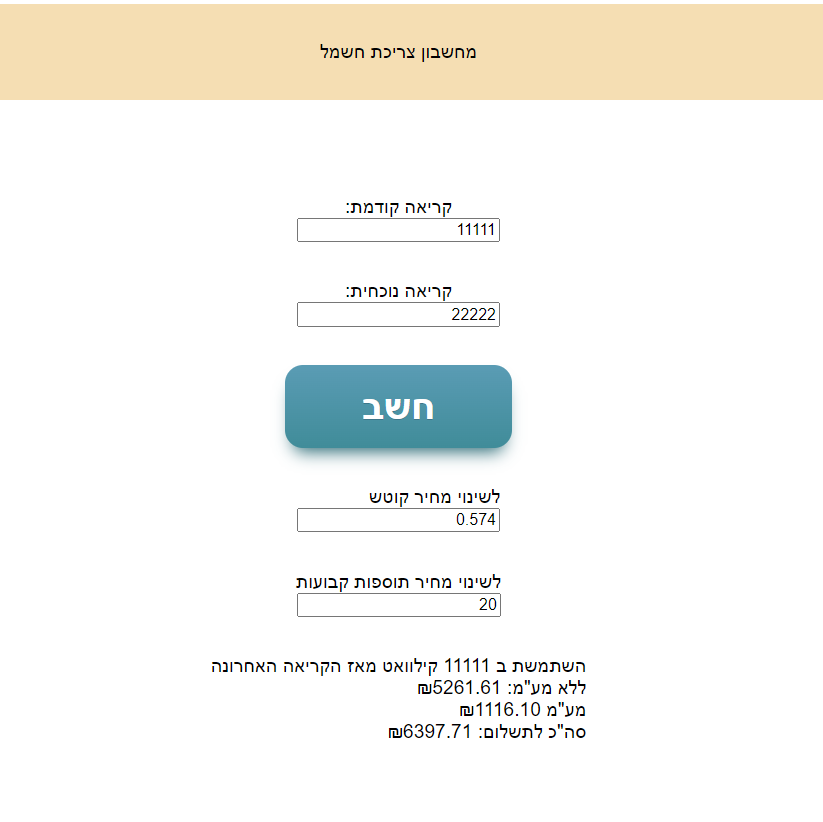 מחשבון צריכת חשמל
קריאה קודמת:
11111
קריאה נוכחית:
22222
חשב
לשינוי מחיר קוטש
0.574
לשינוי מחיר תוספות קבועות
20
השתמשת ב 11111 קילוואט מאז הקריאה האחרונה
ללא מע"מ: 5261.61₪
מע"מ 1116.10₪
סה"כ לתשלום: 6397.71₪